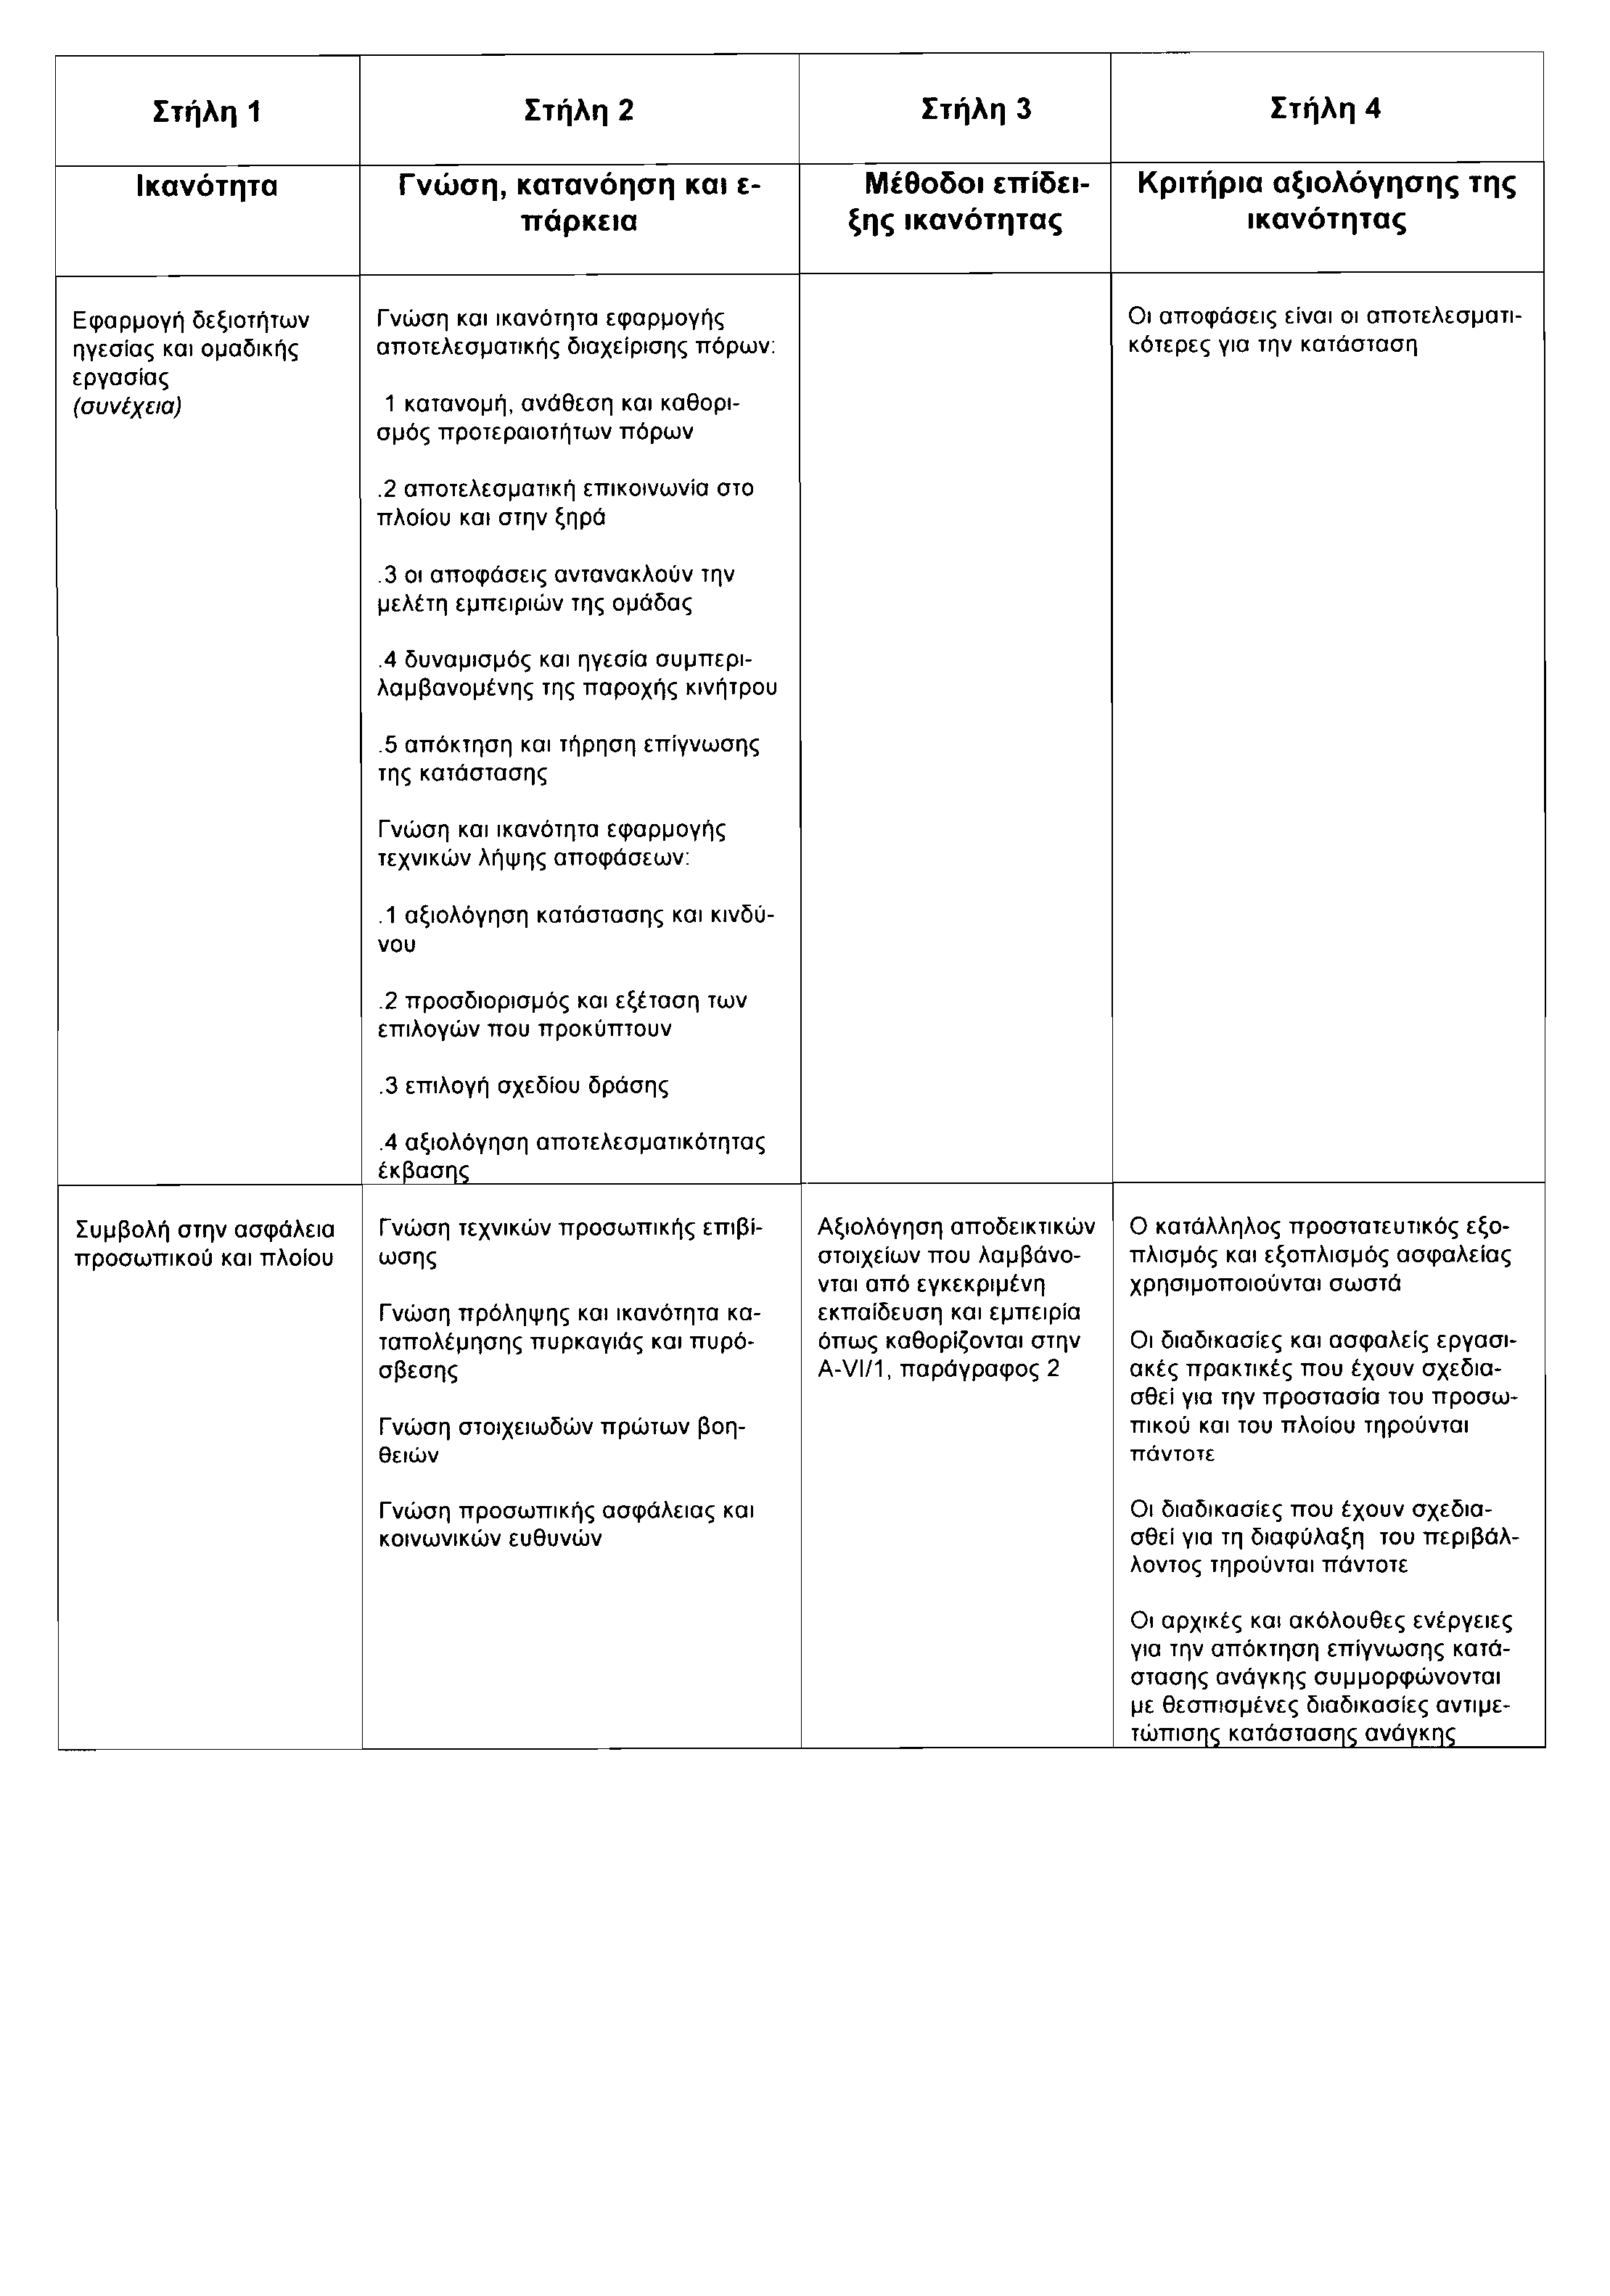 Στήλη 1
Στήλη 2
Στήλη 3
Στήλη 4
Ικανότητα
Γνώση, κατανόηση και ε-
πάρκεια
Μέθοδοι επίδει-
ξης ικανότητας
Κριτήρια αξιολόγησης της
ικανότητας
Εφαρμογή δεξιοτήτων
ηγεσίας και ομαδικής
εργασίας
(συνέχεια)
Γνώση και ικανότητα εφαρμογής
αποτελεσματικής διαχείρισης πόρων:
1 κατανομή, ανάθεση και καθορι-
σμός προτεραιοτήτων πόρων
.2 αποτελεσματική επικοινωνία στο
πλοίου και στην ξηρά
.3 οι αποφάσεις αντανακλούν την
μελέτη εμπειριών της ομάδας
.4 δυναμισμός και ηγεσία συμπερι-
λαμβανομένης της παροχής κινήτρου
.5 απόκτηση και τήρηση επίγνωσης
της κατάστασης
Γνώση και ικανότητα εφαρμογής
τεχνικών λήψης αποφάσεων:
.1 αξιολόγηση κατάστασης και κινδύ-
νου
.2 προσδιορισμός και εξέταση των
επιλογών που προκύπτουν
.3 επιλογή σχεδίου δράσης
.4 αξιολόγηση αποτελεσματικότητας
έκβασης
Οι αποφάσεις είναι οι αποτελεσματι-
κότερες για την κατάσταση
Συμβολή στην ασφάλεια
προσωπικού και πλοίου
Γνώση τεχνικών προσωπικής επιβί-
ωσης
Γνώση πρόληψης και ικανότητα κα-
ταπολέμησης πυρκαγιάς και πυρό-
σβεσης
Γνώση στοιχειωδών πρώτων βοη-
θειών
Γνώση προσωπικής ασφάλειας και
κοινωνικών ευθυνών
Αξιολόγηση αποδεικτικών
στοιχείων που λαμβάνο-
νται από εγκεκριμένη
εκπαίδευση και εμπειρία
όπως καθορίζονται στην
Α-VI/1, παράγραφος 2
Ο κατάλληλος προστατευτικός εξο-
πλισμός και εξοπλισμός ασφαλείας
χρησιμοποιούνται σωστά
Οι διαδικασίες και ασφαλείς εργασι-
ακές πρακτικές που έχουν σχεδια-
σθεί για την προστασία του προσω-
πικού και του πλοίου τηρούνται
πάντοτε
Οι διαδικασίες που έχουν σχεδια-
σθεί για τη διαφύλαξη του περιβάλ-
λοντος τηρούνται πάντοτε
Οι αρχικές και ακόλουθες ενέργειες
για την απόκτηση επίγνωσης κατά-
στασης ανάγκης συμμορφώνονται
με θεσπισμένες διαδικασίες αντιμε-
τώπισης κατάστασης ανάγκης